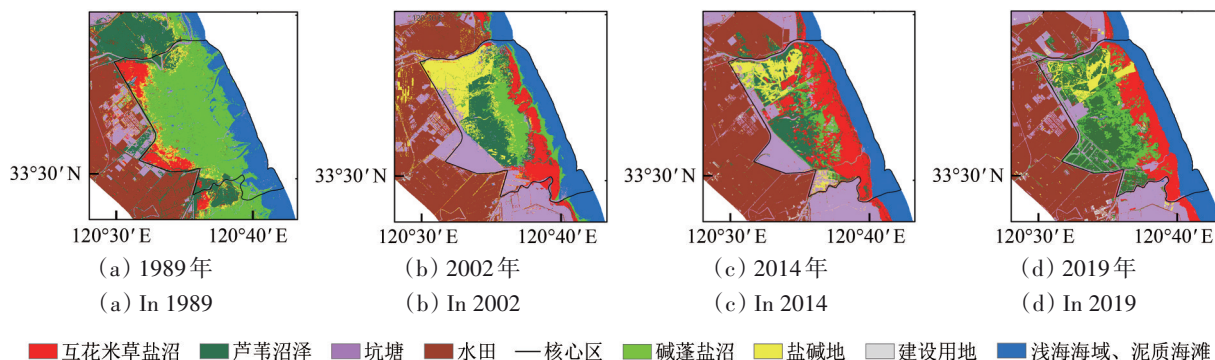 33°30′N
120°30′E
120°40′E
(a) 1989年
(a) In 1989
33°30′N
120°30′E
120°40′E
(b) 2002年
(b) In 2002
33°30′N
120°30′E
120°40′E
(c) 2014年
(c) In 2014
33°30′N
120°30′E
120°40′E
(d) 2019年
(d) In 2019
互花米草盐沼 芦苇沼泽 坑塘 水田 核心区 碱蓬盐沼 盐碱地 建设用地 浅海海域、泥质海滩